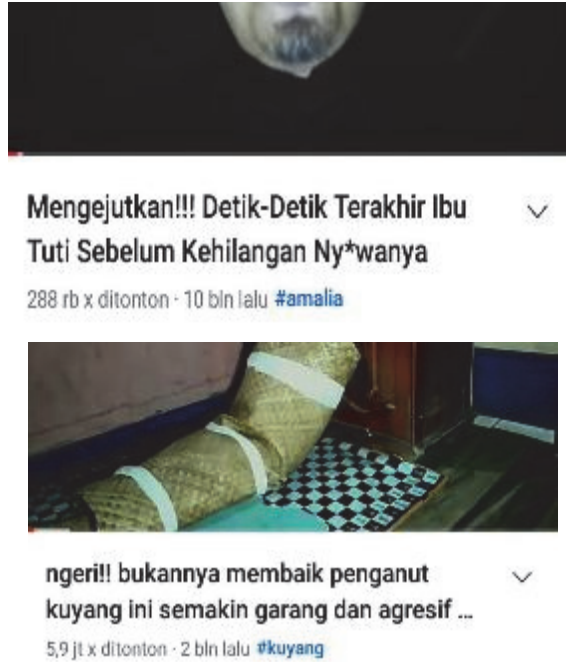 Mengejutkan!!! Detik-Detik Terakhir Ibu
Tuti Sebelum Kehilangan Ny*wanya
288 rb x ditonton · 10 bln lalu #amalia
ngeri!! bukannya membaik penganut
kuyang ini semakin garang dan agresif ...
5,9 jt x ditonton · 2 bln lalu #kuyang